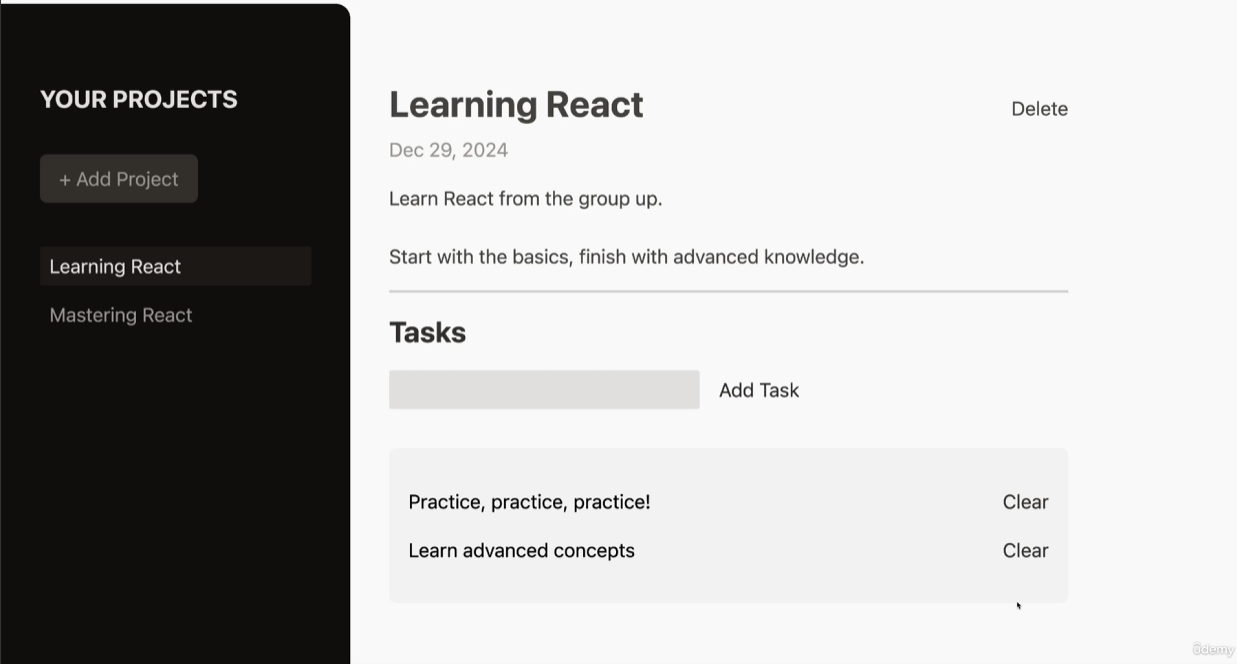 YOUR PROJECTS
+ Add Project
Learning React
Mastering React
Learning React
Delete
Dec 29, 2024
Learn React from the group up.
Start with the basics, finish with advanced knowledge.
Tasks
Add Task
Practice, practice, practice!
Clear
Learn advanced concepts
Clear
ûdemy